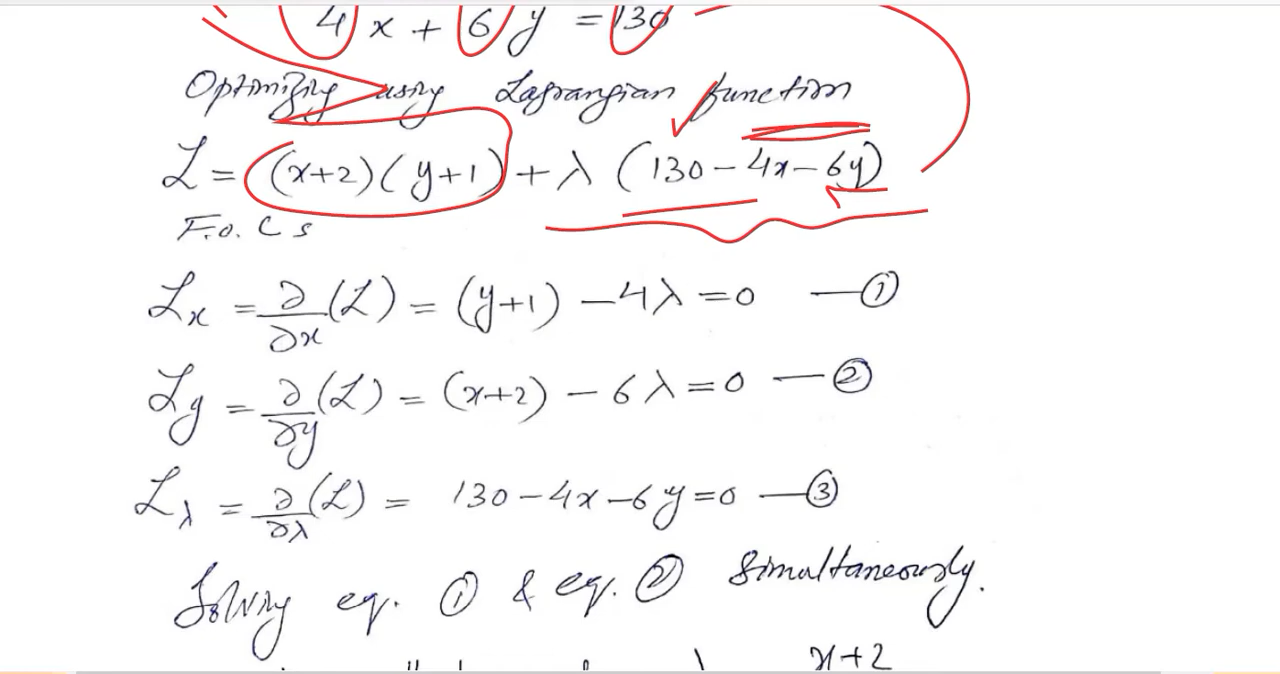 4x + 6y = 130
Optimizing using Lagrangian function
L = (x+2)(y+1) + λ (130 - 4x - 6y)
F.O.Cs
Lx = ∂/∂x (L) = (y+1) - 4λ = 0 — ①
Ly = ∂/∂y (L) = (x+2) - 6λ = 0 — ②
Lλ = ∂/∂λ (L) = 130 - 4x - 6y = 0 — ③
Solving eq. ① & eq. ② Simultaneously.
x+2